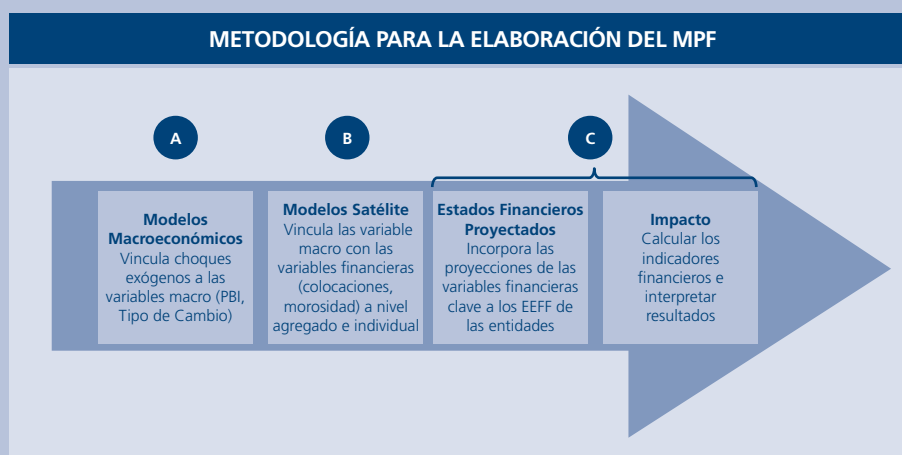 METODOLOGÍA PARA LA ELABORACIÓN DEL MPF
A
B
C
Modelos
Macroeconómicos
Vincula choques
exógenos a las
variables macro (PBI,
Tipo de Cambio)
Modelos Satélite
Vincula las variable
macro con las
variables financieras
(colocaciones,
morosidad) a nivel
agregado e individual
Estados Financieros
Proyectados
Incorpora las
proyecciones de las
variables financieras
clave a los EEFF de
las entidades
Impacto
Calcular los
indicadores
financieros e
interpretar
resultados